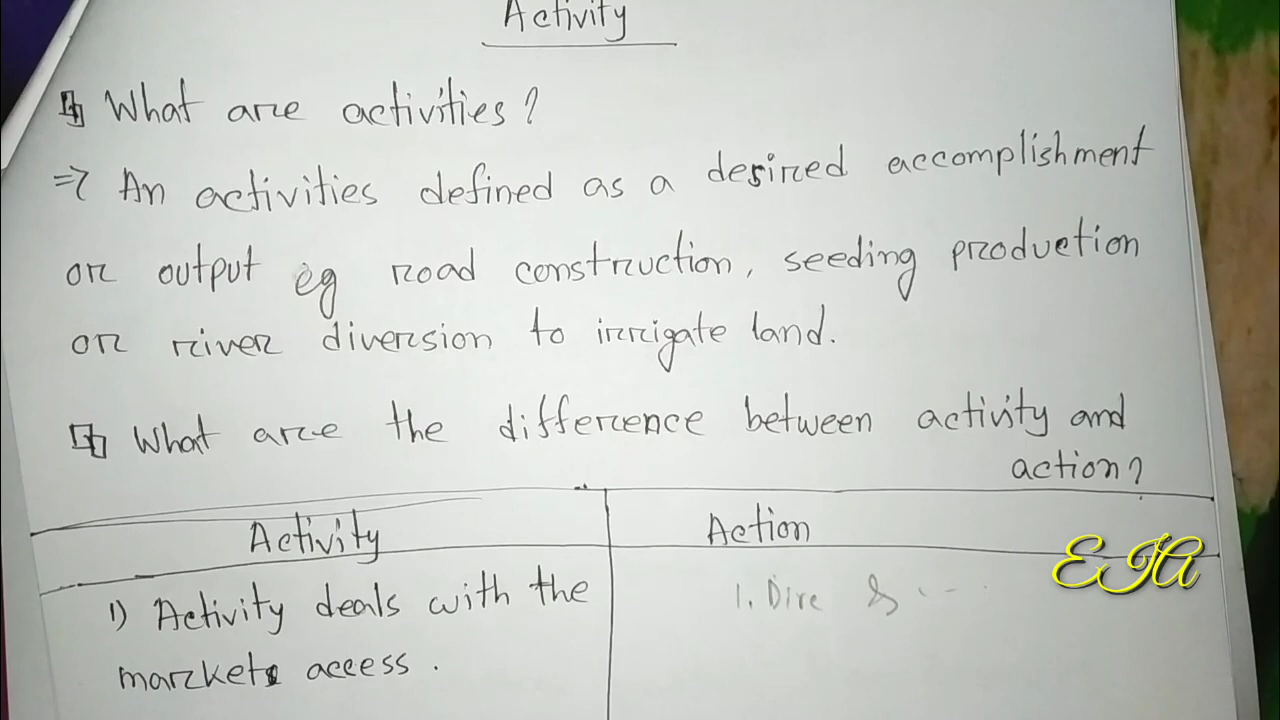 Activity
What are activities?
⇒ An activities defined as a desired accomplishment
or output eg road construction, seeding production
or river diversion to irrigate land.
What are the difference between activity and
action?
Activity
Action
1) Activity deals with the
markets access.
1. Dire
EIA